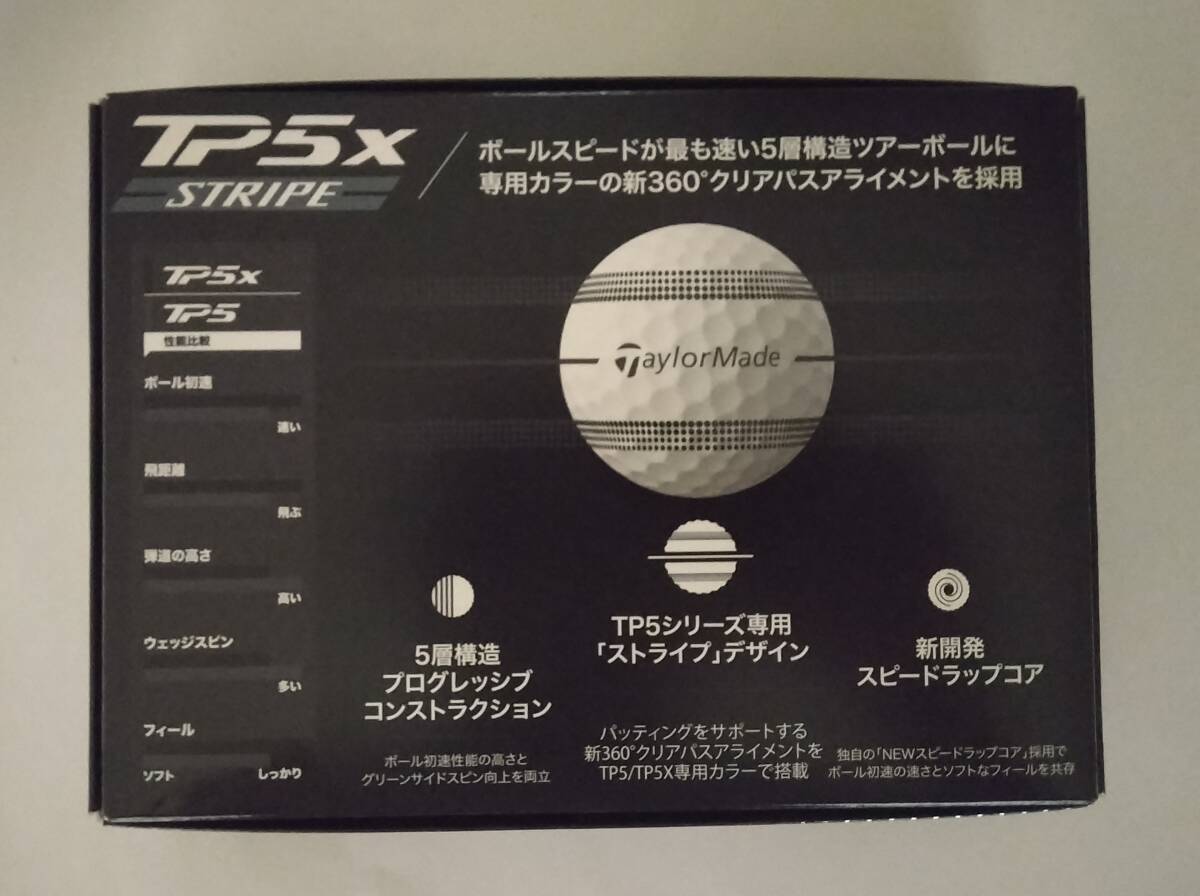 TP5x
STRIPE
ボールスピードが最も速い5層構造ツアーボールに
専用カラーの新360°クリアパスアライメントを採用
TP5x
TP5
性能比較
ボール初速
速い
飛距離
飛ぶ
弾道の高さ
高い
ウェッジスピン
多い
フィール
ソフト しっかり
TaylorMade
5層構造
プログレッシブ
コンストラクション
ボール初速性能の高さと
グリーンサイドスピン向上を両立
TP5シリーズ専用
「ストライプ」デザイン
パッティングをサポートする
新360°クリアパスアライメントを
TP5/TP5X専用カラーで搭載
新開発
スピードラップコア
独自の「NEWスピードラップコア」採用で
ボール初速の速さとソフトなフィールを共存